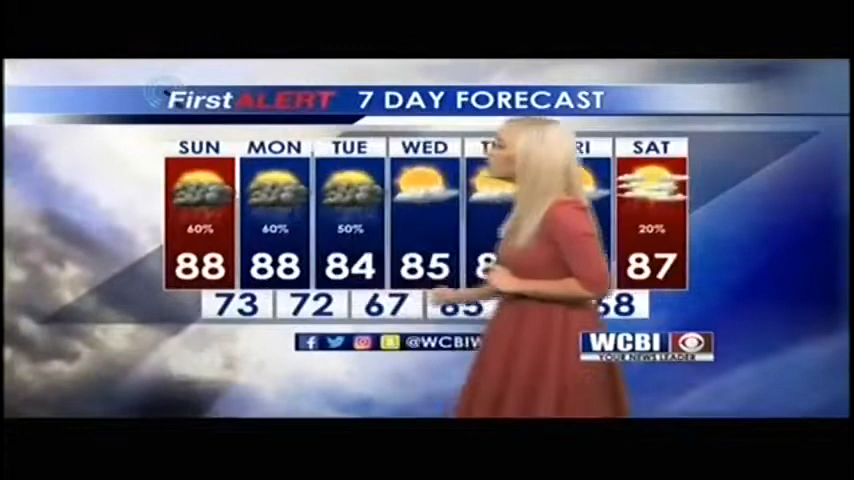 FirstALERT 7 DAY FORECAST
SUN MON TUE WED SAT
60% 60% 50% 20%
88 88 84 85 87
73 72 67
WCBI
YOUR NEWS LEADER